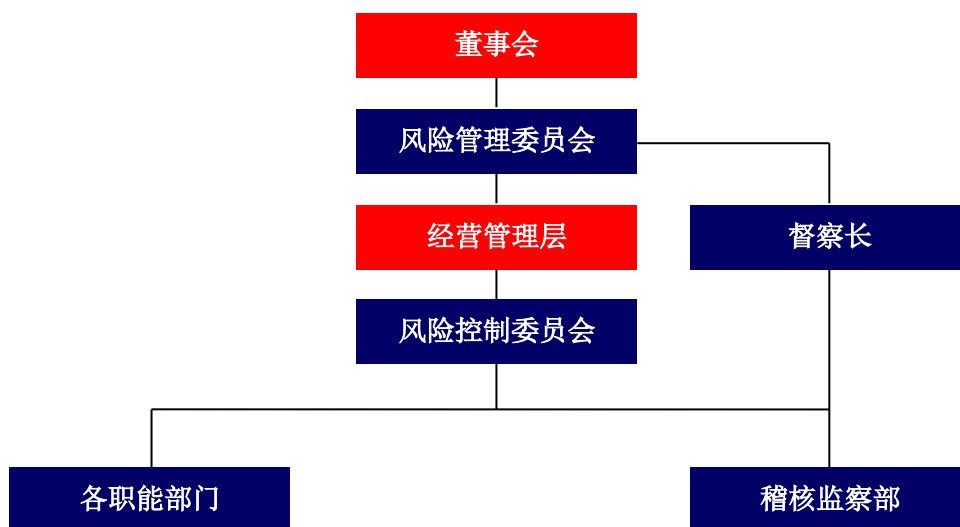 董事会
风险管理委员会
经营管理层
督察长
风险控制委员会
各职能部门
稽核监察部